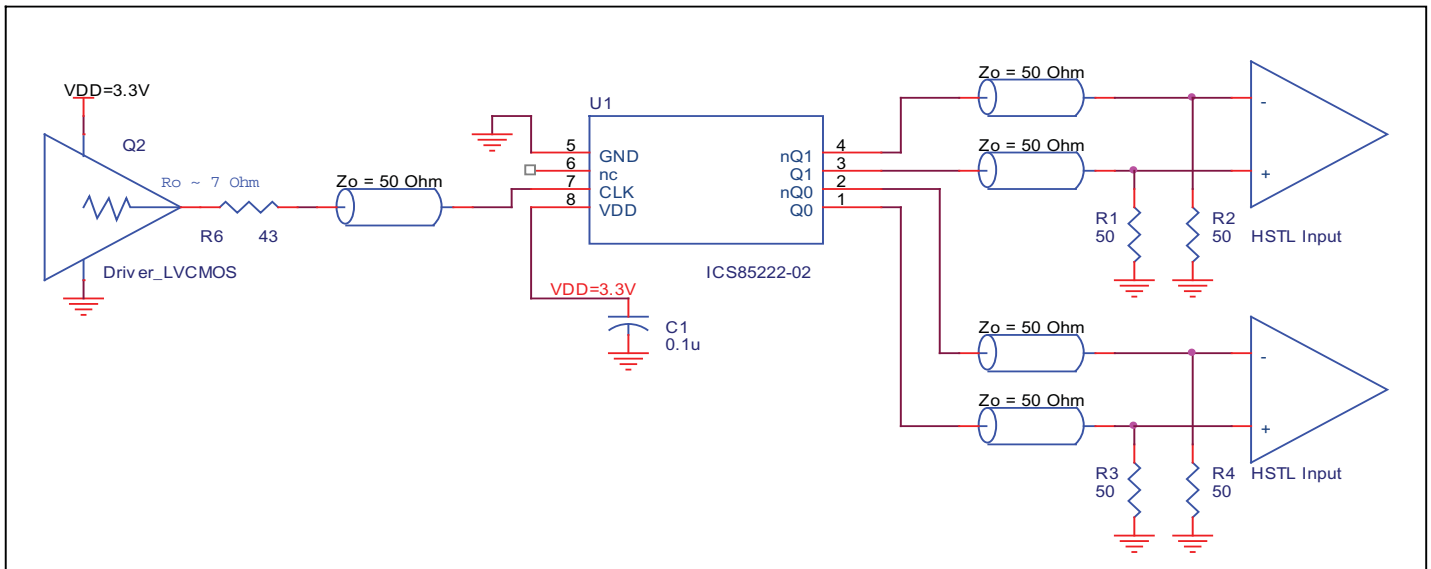 VDD=3.3V
Q2
Ro ~ 7 Ohm
R6 43
Driver_LVCMOS
Zo = 50 Ohm
U1
5 GND
6 nc
7 CLK
8 VDD
nQ1 4
Q1 3
nQ0 2
Q0 1
ICS85222-02
VDD=3.3V
C1
0.1u
Zo = 50 Ohm
Zo = 50 Ohm
-
+
R1
50
R2
50
HSTL Input
Zo = 50 Ohm
Zo = 50 Ohm
-
+
R3
50
R4
50
HSTL Input